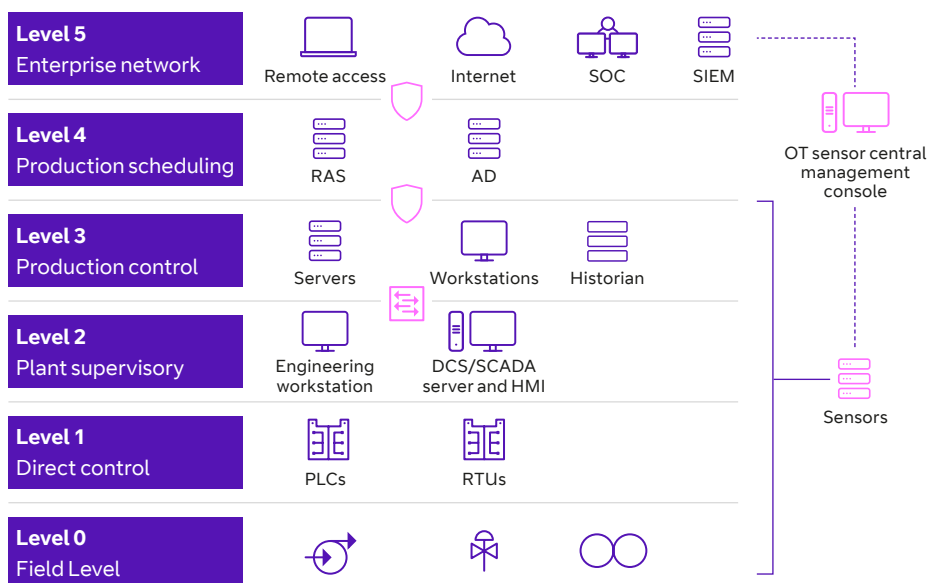 Level 5
Enterprise network
Remote access
Internet
SOC
SIEM
Level 4
Production scheduling
RAS
AD
OT sensor central
management
console
Level 3
Production control
Servers
Workstations
Historian
Level 2
Plant supervisory
Engineering
workstation
DCS/SCADA
server and HMI
Sensors
Level 1
Direct control
PLCs
RTUs
Level 0
Field Level